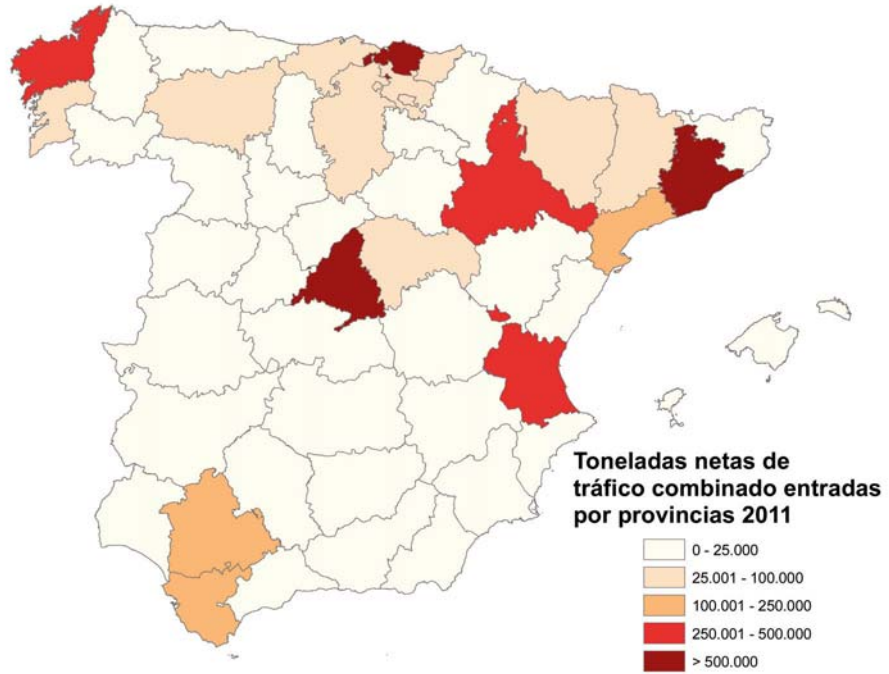 Toneladas netas de
tráfico combinado entradas
por provincias 2011
0 - 25.000
25.001 - 100.000
100.001 - 250.000
250.001 - 500.000
> 500.000